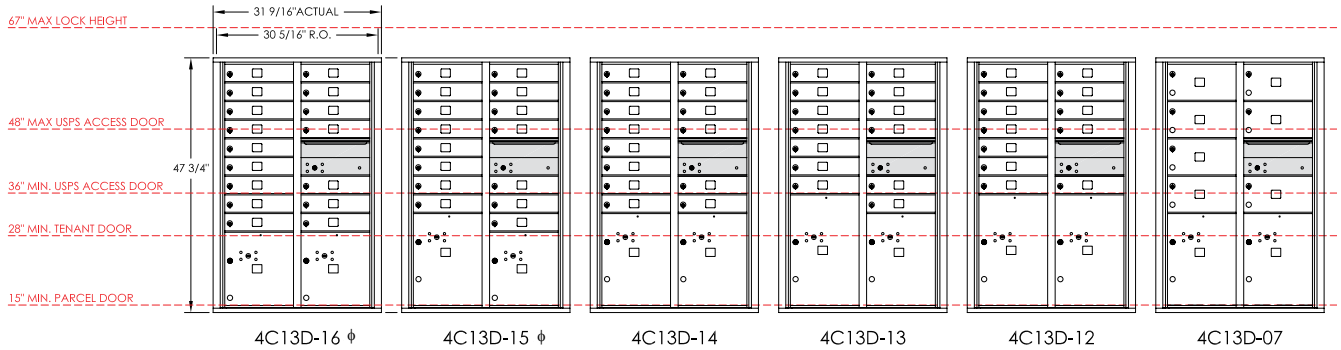 31 9/16"ACTUAL
67" MAX LOCK HEIGHT
30 5/16" R.O.
48" MAX USPS ACCESS DOOR
47 3/4"
36" MIN. USPS ACCESS DOOR
28" MIN. TENANT DOOR
15" MIN. PARCEL DOOR
4C13D-16 ϕ
4C13D-15 ϕ
4C13D-14
4C13D-13
4C13D-12
4C13D-07